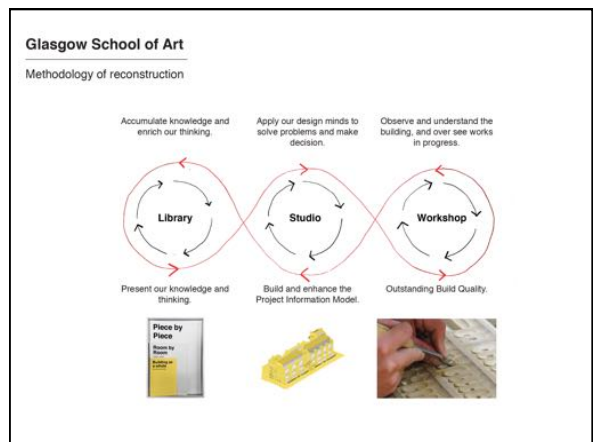 Glasgow School of Art
Methodology of reconstruction
Accumulate knowledge and
enrich our thinking.
Apply our design minds to
solve problems and make
decision.
Observe and understand the
building, and over see works
in progress.
Library
Studio
Workshop
Present our knowledge and
thinking.
Build and enhance the
Project Information Model.
Outstanding Build Quality.
Piece by
Piece
Room by
Room
Building as
a whole